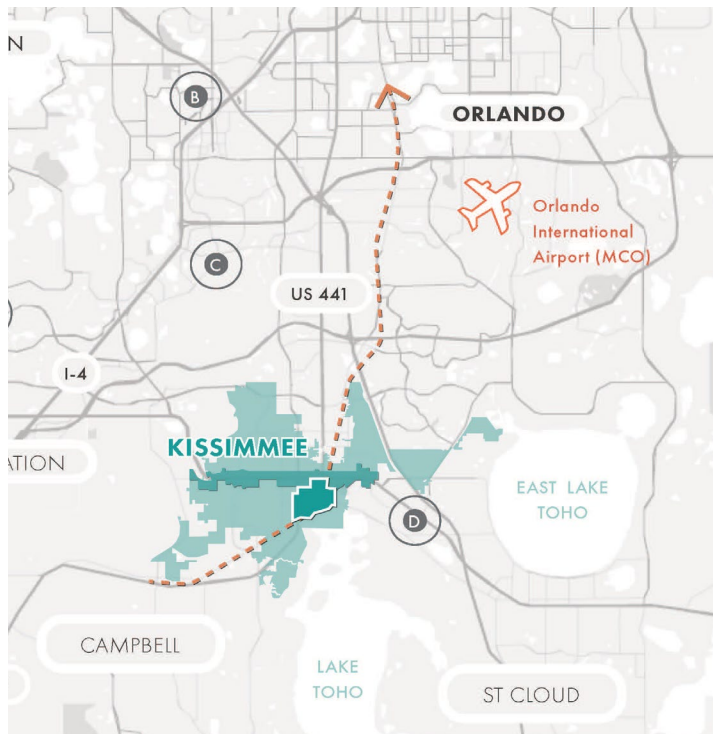 N
B
ORLANDO
Orlando
International
Airport (MCO)
C
US 441
I-4
KISSIMMEE
ATION
EAST LAKE
TOHO
D
CAMPBELL
LAKE
TOHO
ST CLOUD